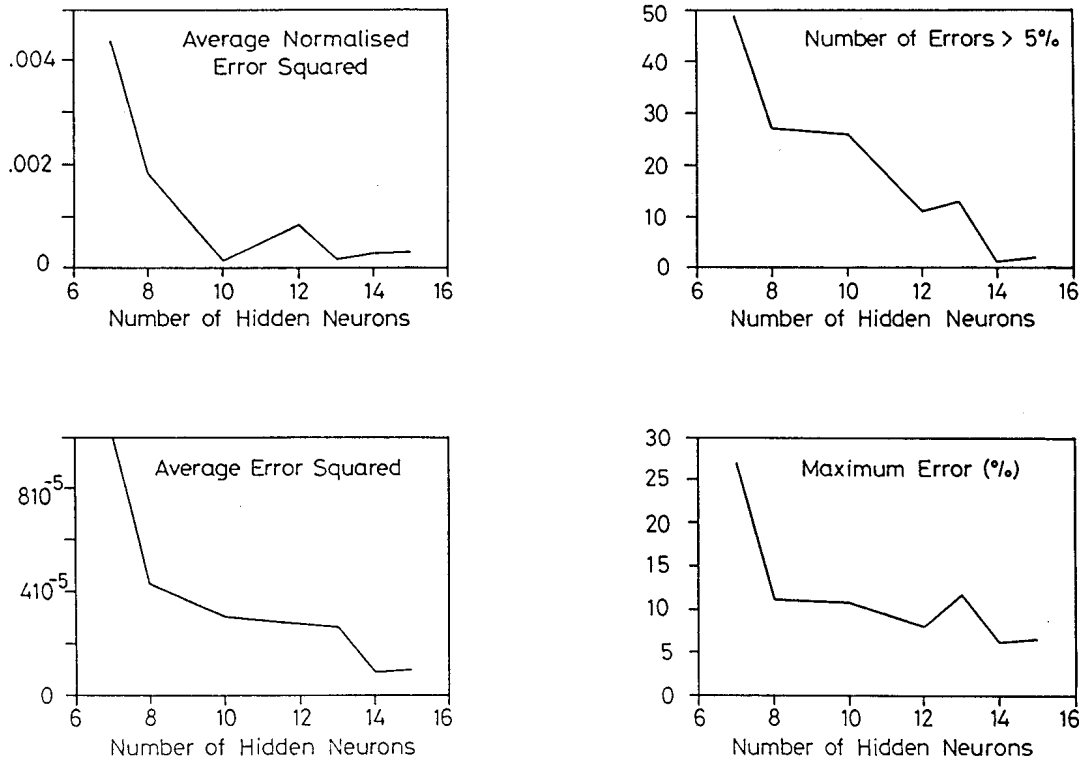 Average Normalised
Error Squared
.004
.002
0
6 8 10 12 14 16
Number of Hidden Neurons
Number of Errors > 5%
50
40
30
20
10
0
6 8 10 12 14 16
Number of Hidden Neurons
Average Error Squared
810-5
410-5
0
6 8 10 12 14 16
Number of Hidden Neurons
Maximum Error (%)
30
25
20
15
10
5
0
6 8 10 12 14 16
Number of Hidden Neurons